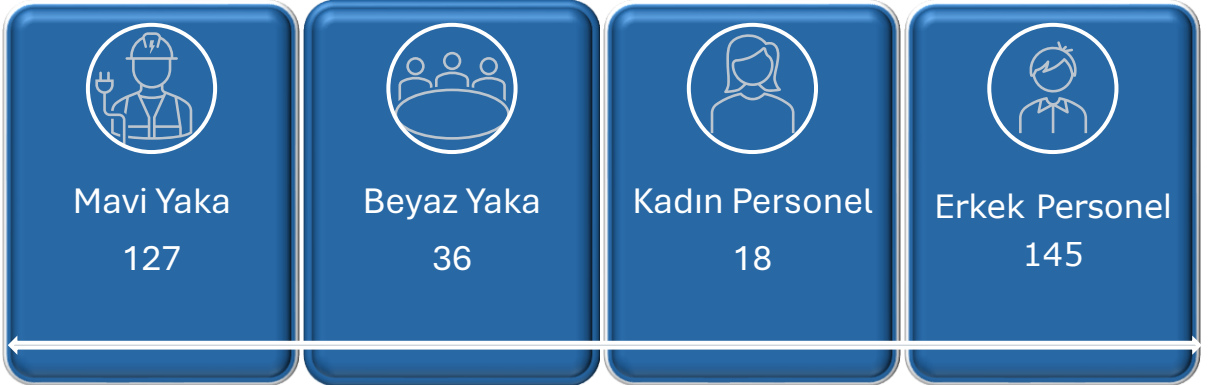 Mavi Yaka
127
Beyaz Yaka
36
Kadın Personel
18
Erkek Personel
145